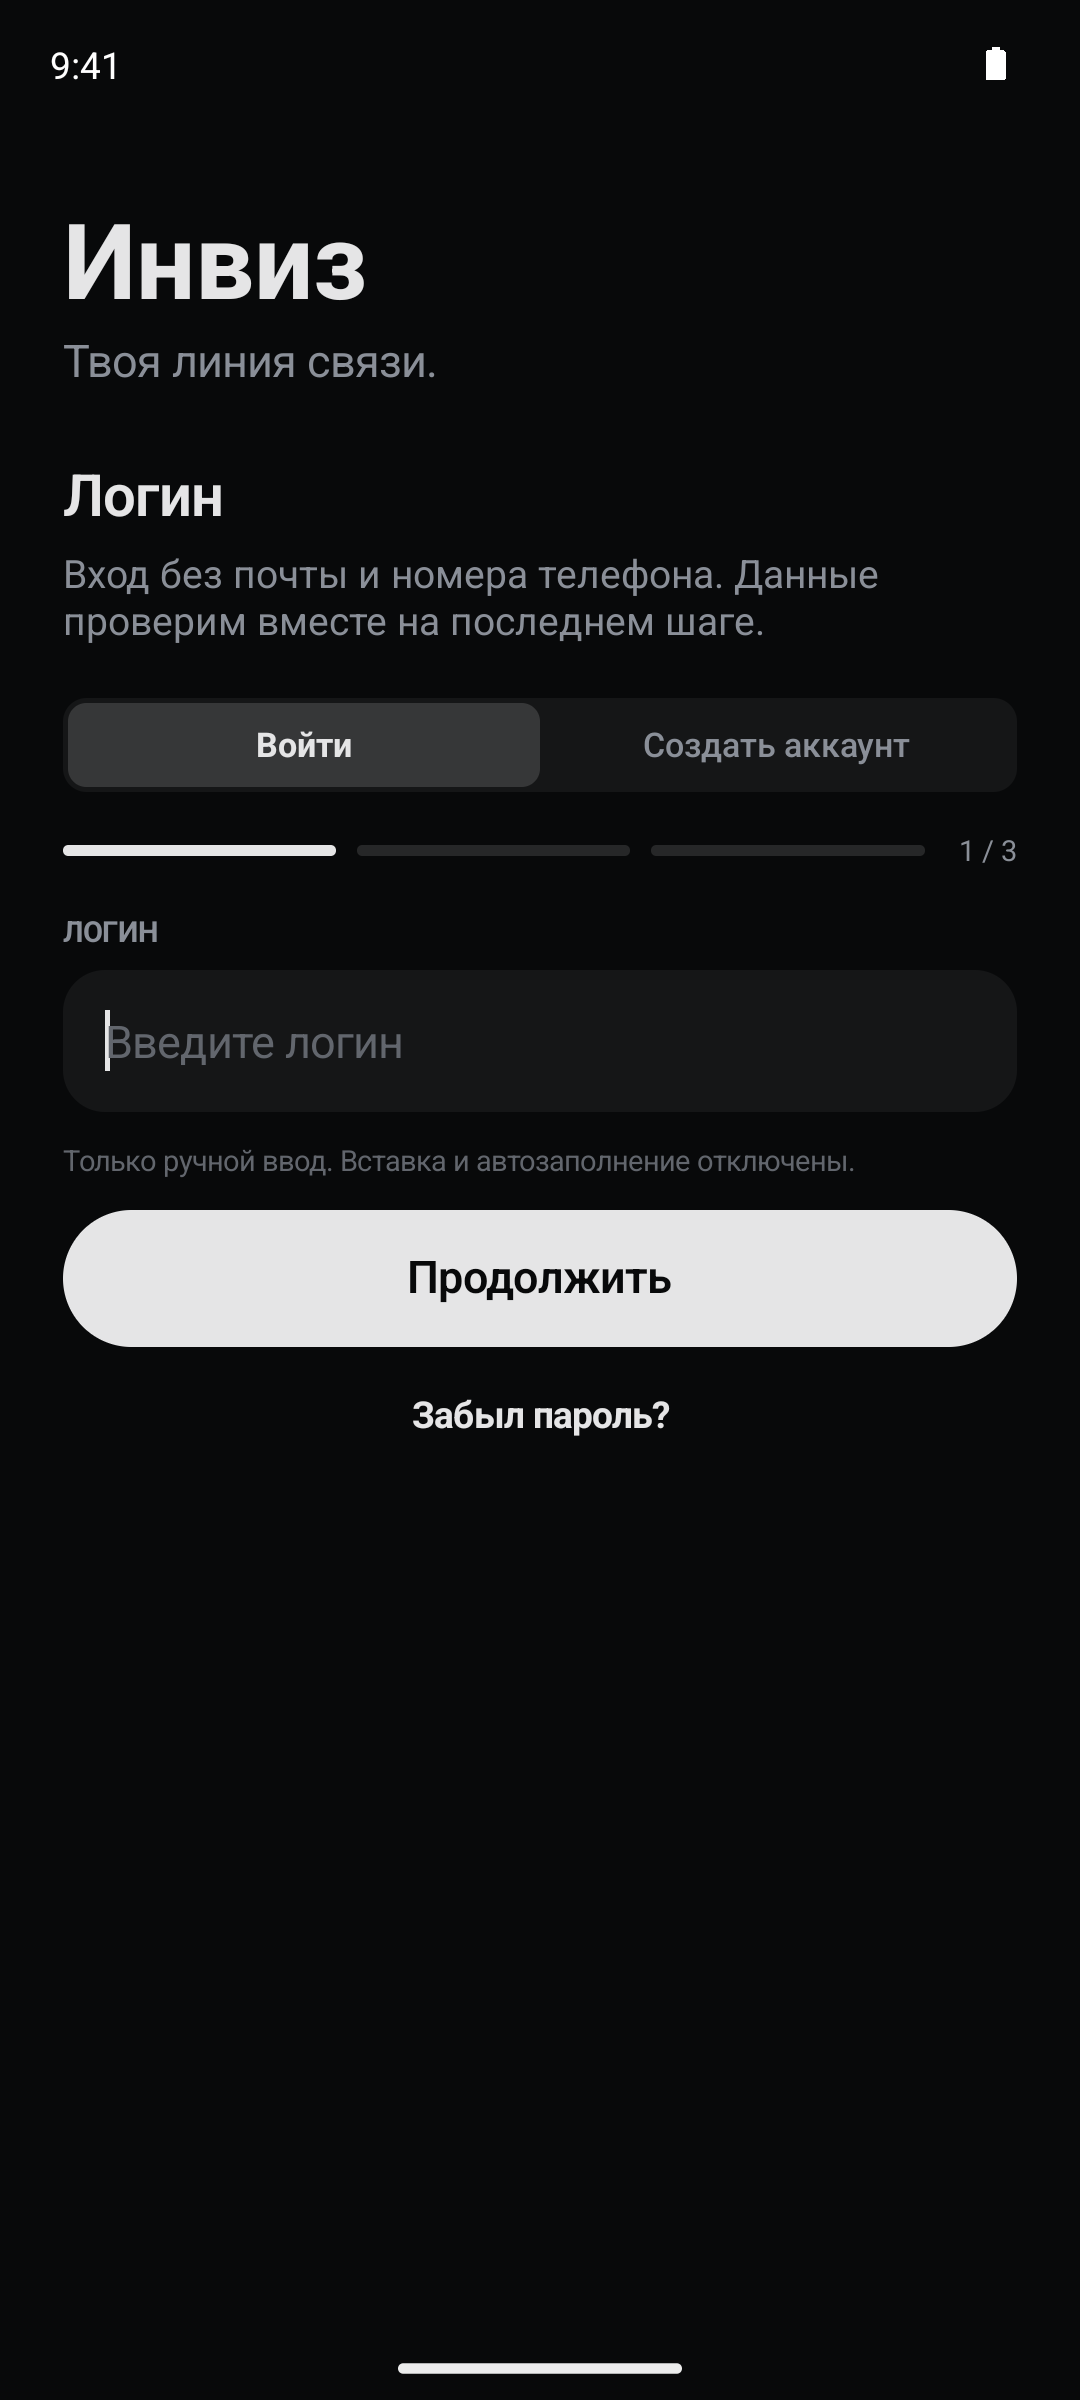 9:41
Инвиз
Твоя линия связи.
Логин
Вход без почты и номера телефона. Данные
проверим вместе на последнем шаге.
Войти
Создать аккаунт
1 / 3
логин
Введите логин
Только ручной ввод. Вставка и автозаполнение отключены.
Продолжить
Забыл пароль?